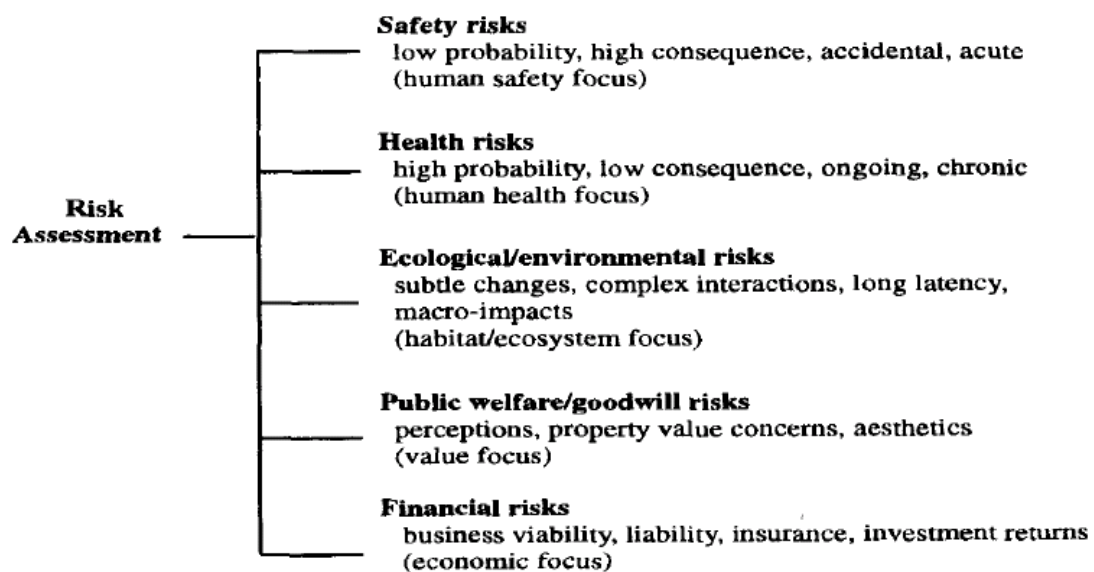 Safety risks
low probability, high consequence, accidental, acute
(human safety focus)
Health risks
high probability, low consequence, ongoing, chronic
(human health focus)
Risk
Assessment
Ecological/environmental risks
subtle changes, complex interactions, long latency,
macro-impacts
(habitat/ecosystem focus)
Public welfare/goodwill risks
perceptions, property value concerns, aesthetics
(value focus)
Financial risks
business viability, liability, insurance, investment returns
(economic focus)